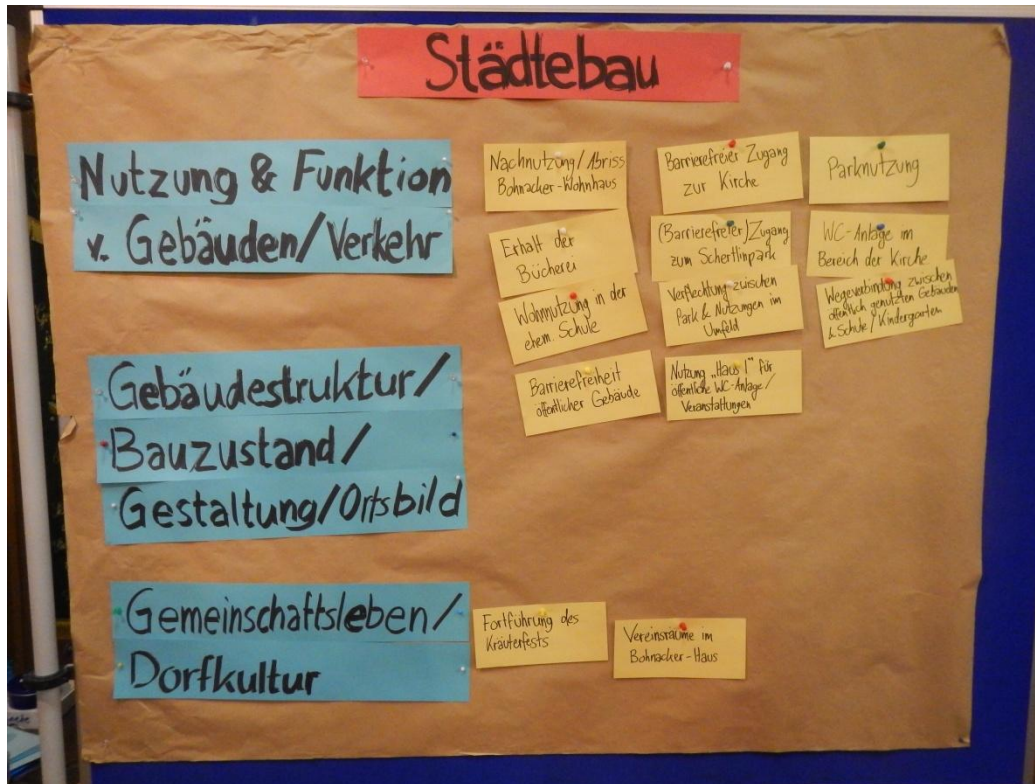 Städtebau
Nutzung & Funktion
v. Gebäuden/Verkehr
Nachnutzung/Abriss
Bohnacker-Wohnhaus
Barrierefreier Zugang
zur Kirche
Parknutzung
Erhalt der
Bücherei
(Barrierefreier) Zugang
zum Schertlinpark
WC-Anlage im
Bereich der Kirche
Wohnnutzung in der
ehem. Schule
Verflechtung zwischen
Park & Nutzungen im
Umfeld
Wegeverbindung zwischen
öffentlich genutzten Gebäuden
& Schule/Kindergarten
Barrierefreiheit
öffentlicher Gebäude
Nutzung "Haus 1" für
öffentliche WC-Anlage/
Veranstaltungen
Gebäudestruktur/
Bauzustand/
Gestaltung/Ortsbild
Gemeinschaftsleben/
Dorfkultur
Fortführung des
Kräuterfests
Vereinsräume im
Bohnacker-Haus